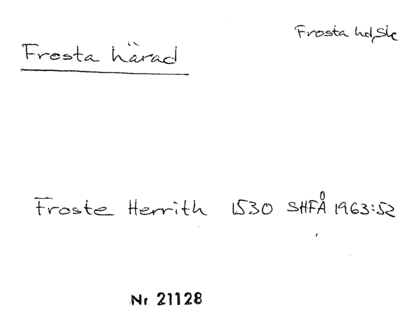 Frosta hd, Sk
Frosta härad
Froste Herrith 1530 SHFÅ 1963:52
Nr 21128